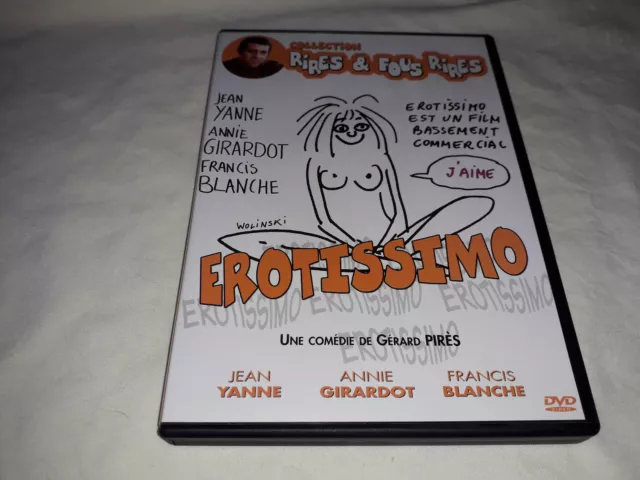 COLLECTION
RIRES & FOUS RIRES
JEAN
YANNE
ANNIE
GIRARDOT
FRANCIS
BLANCHE
EROTISSIMO
EST UN FILM
BASSEMENT
COMMERCIAL
J'AIME
WOLINSKI
EROTISSIMO
EROTISSIMO
EROTISSIMO
EROTISSIMO
EROTISSIMO
UNE COMÉDIE DE GÉRARD PIRÈS
JEAN
YANNE
ANNIE
GIRARDOT
FRANCIS
BLANCHE
DVD
VIDEO